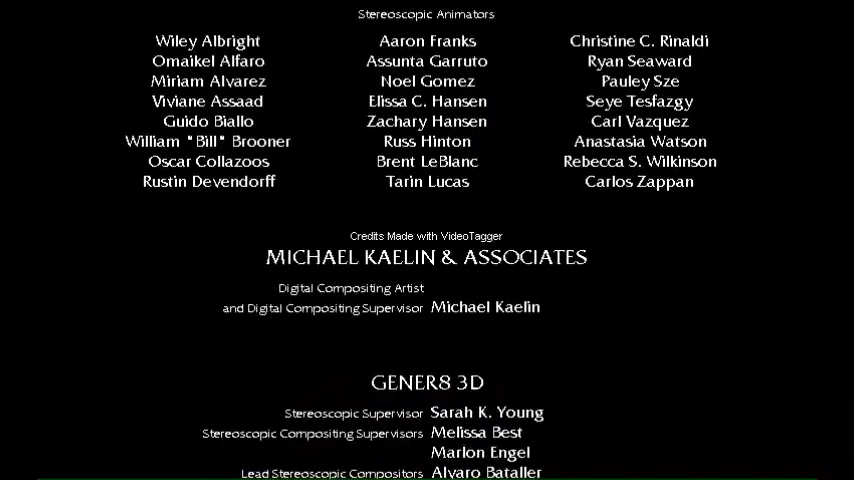 Stereoscopic Animators
Wiley Albright Aaron Franks Christine C. Rinaldi
Omaikel Alfaro Assunta Garruto Ryan Seaward
Miriam Alvarez Noel Gomez Pauley Sze
Viviane Assaad Elissa C. Hansen Seye Tesfazgy
Guido Biallo Zachary Hansen Carl Vazquez
William "Bill" Brooner Russ Hinton Anastasia Watson
Oscar Collazoos Brent LeBlanc Rebecca S. Wilkinson
Rustin Devendorff Tarin Lucas Carlos Zappan
Credits Made with VideoTagger
MICHAEL KAELIN & ASSOCIATES
Digital Compositing Artist
and Digital Compositing Supervisor Michael Kaelin
GENER8 3D
Stereoscopic Supervisor Sarah K. Young
Stereoscopic Compositing Supervisors Melissa Best
Marlon Engel
Lead Stereoscopic Compositors Alvaro Bataller